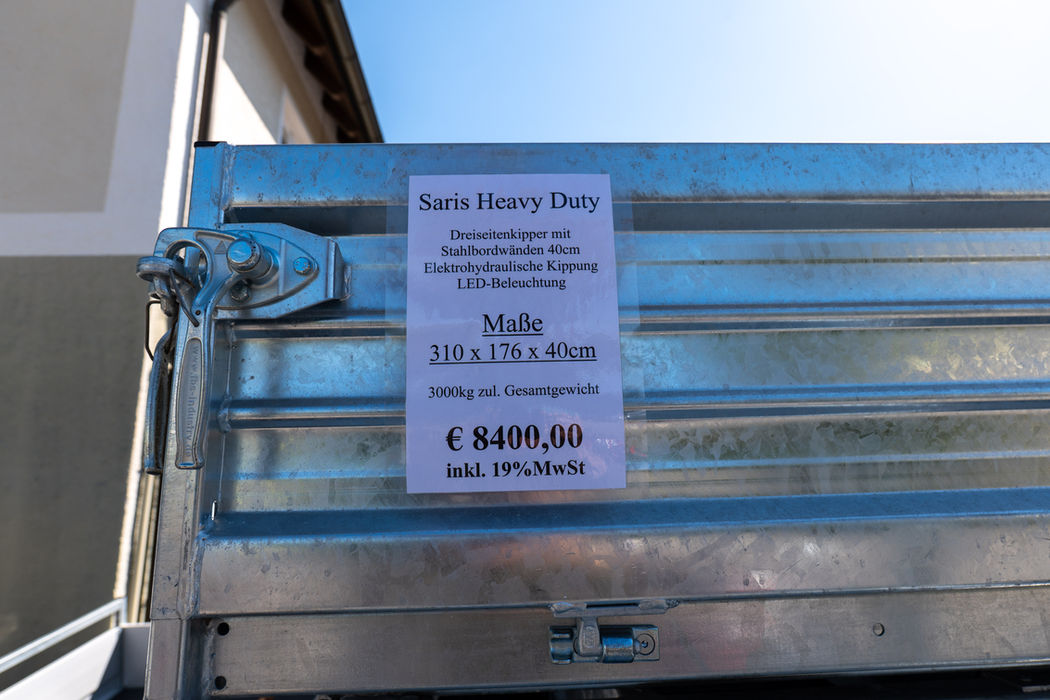 Saris Heavy Duty
Dreiseitenkipper mit
Stahlbordwänden 40cm
Elektrohydraulische Kippung
LED-Beleuchtung
Maße
310 x 176 x 40cm
3000kg zul. Gesamtgewicht
€ 8400,00
inkl. 19%MwSt